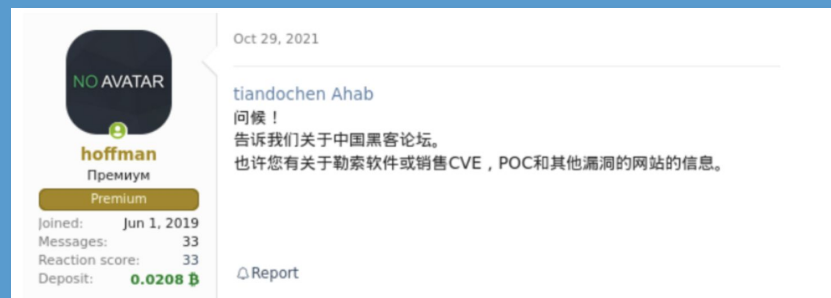 NO AVATAR
hoffman
Премиум
Premium
Joined: Jun 1, 2019
Messages: 33
Reaction score: 33
Deposit: 0.0208 ₿
Oct 29, 2021
tiandochen Ahab
问候！
告诉我们关于中国黑客论坛。
也许您有关于勒索软件或销售CVE，POC和其他漏洞的网站的信息。
Report